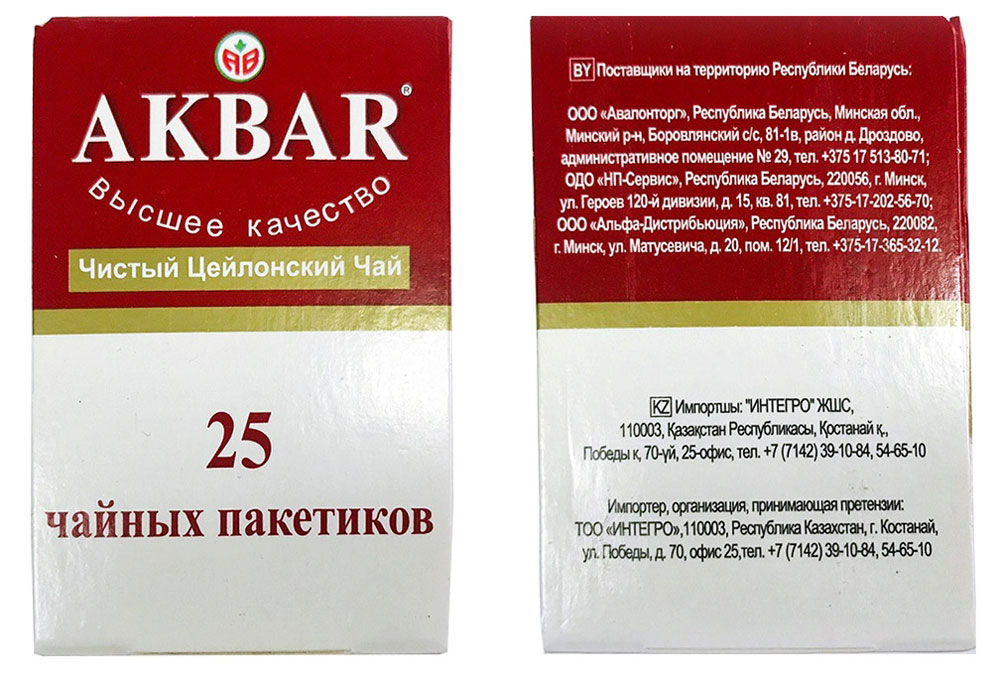 AB
AKBAR®
Высшее качество
Чистый Цейлонский Чай
25
чайных пакетиков
BY Поставщики на территорию Республики Беларусь:
ООО «Авалонторг», Республика Беларусь, Минская обл.,
Минский р-н, Боровлянский с/с, 81-1в, район д. Дроздово,
административное помещение № 29, тел. +375 17 513-80-71;
ОДО «НП-Сервис», Республика Беларусь, 220056, г. Минск,
ул. Героев 120-й дивизии, д. 15, кв. 81, тел. +375-17-202-56-70;
ООО «Альфа-Дистрибьюция», Республика Беларусь, 220082,
г. Минск, ул. Матусевича, д. 20, пом. 12/1, тел. +375-17-365-32-12.
KZ Импортшы: "ИНТЕГРО" ЖШС,
110003, Қазақстан Республикасы, Қостанай қ.,
Победы к, 70-үй, 25-офис, тел. +7 (7142) 39-10-84, 54-65-10
Импортер, организация, принимающая претензии:
ТОО «ИНТЕГРО»,110003, Республика Казахстан, г. Костанай,
ул. Победы, д. 70, офис 25,тел. +7 (7142) 39-10-84, 54-65-10